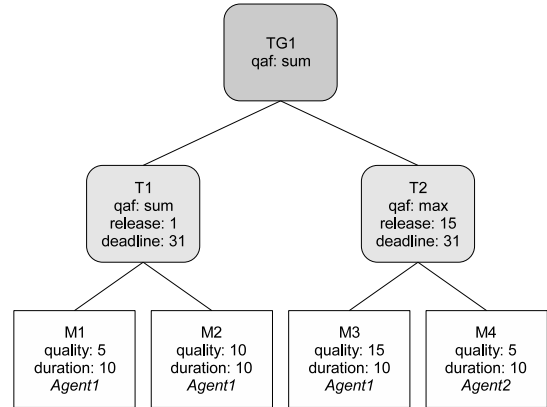 TG1
qaf: sum
T1
qaf: sum
release: 1
deadline: 31
T2
qaf: max
release: 15
deadline: 31
M1
quality: 5
duration: 10
Agent1
M2
quality: 10
duration: 10
Agent1
M3
quality: 15
duration: 10
Agent1
M4
quality: 5
duration: 10
Agent2